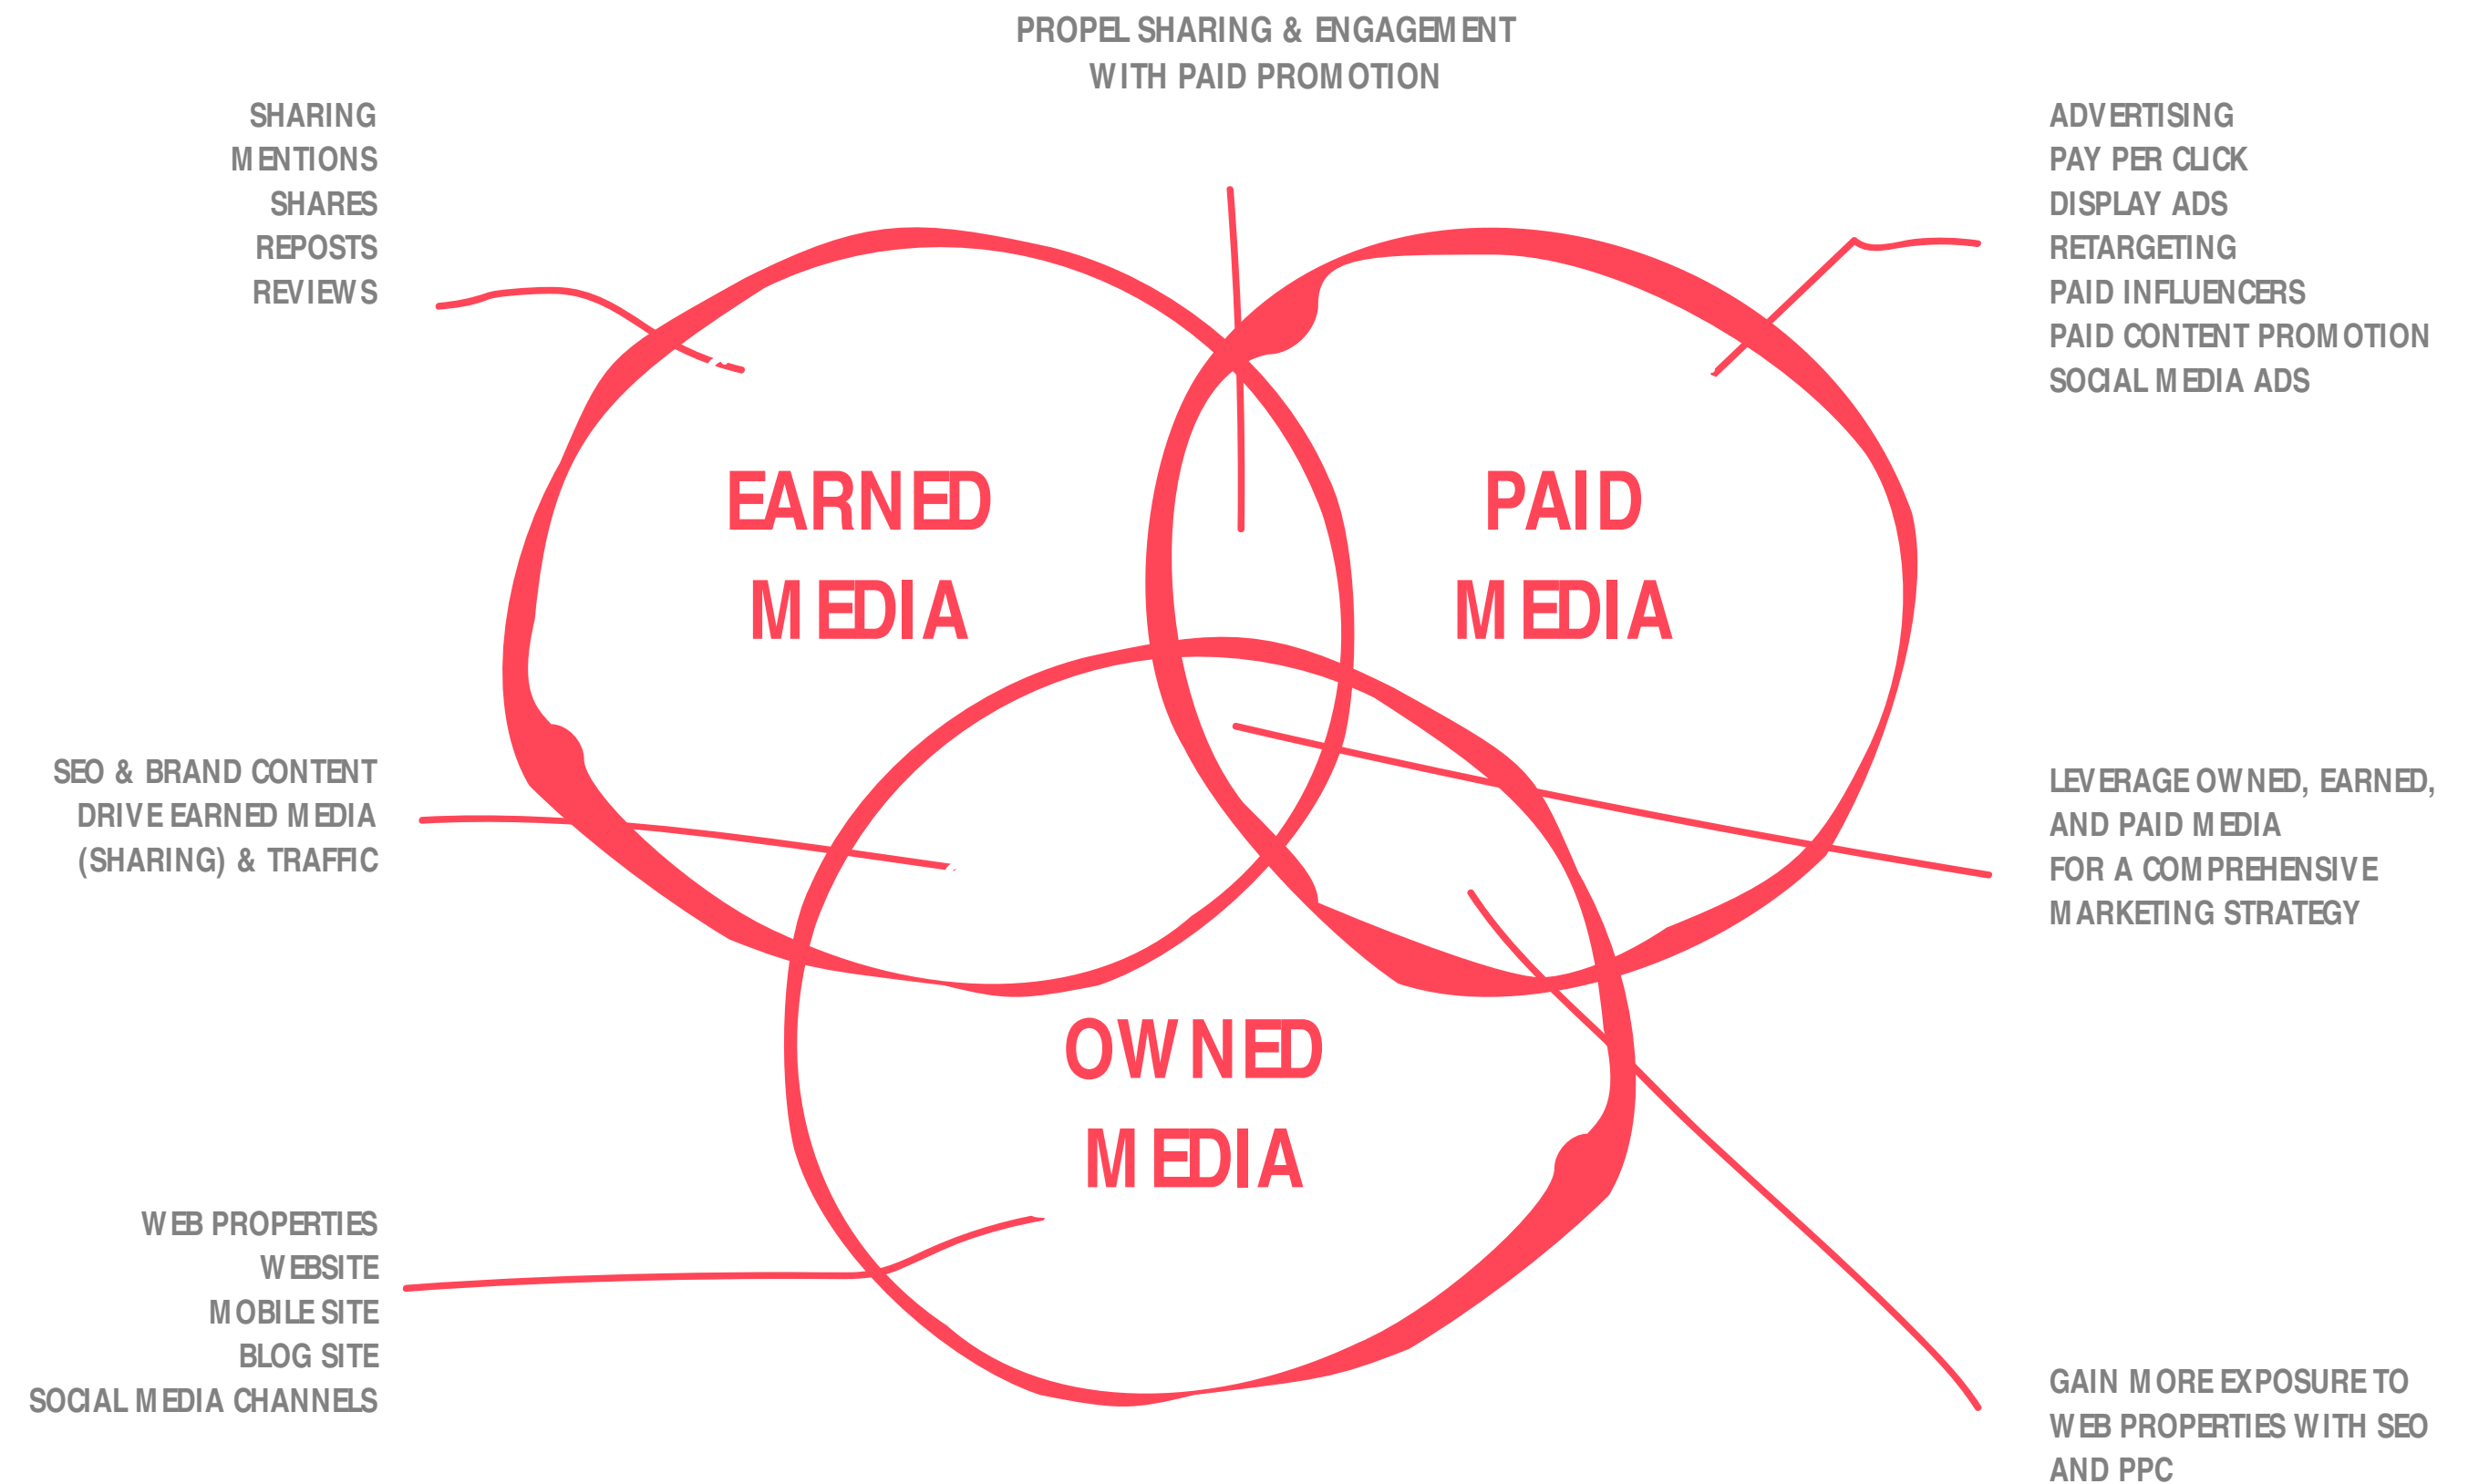 PROPEL SHARING & ENGAGEMENT
WITH PAID PROMOTION
SHARING
MENTIONS
SHARES
REPOSTS
REVIEWS
ADVERTISING
PAY PER CLICK
DISPLAY ADS
RETARGETING
PAID INFLUENCERS
PAID CONTENT PROMOTION
SOCIAL MEDIA ADS
EARNED
MEDIA
PAID
MEDIA
SEO & BRAND CONTENT
DRIVE EARNED MEDIA
(SHARING) & TRAFFIC
LEVERAGE OWNED, EARNED,
AND PAID MEDIA
FOR A COMPREHENSIVE
MARKETING STRATEGY
OWNED
MEDIA
WEB PROPERTIES
WEBSITE
MOBILE SITE
BLOG SITE
SOCIAL MEDIA CHANNELS
GAIN MORE EXPOSURE TO
WEB PROPERTIES WITH SEO
AND PPC